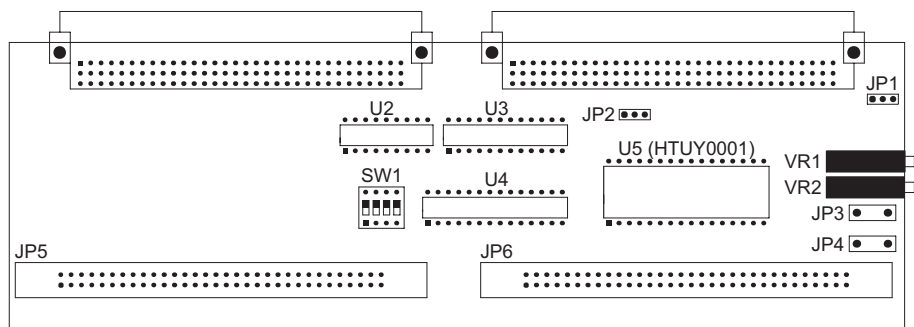 JP1
U2
U3
JP2
U5 (HTUY0001)
VR1
SW1
U4
VR2
JP3
JP4
JP5
JP6